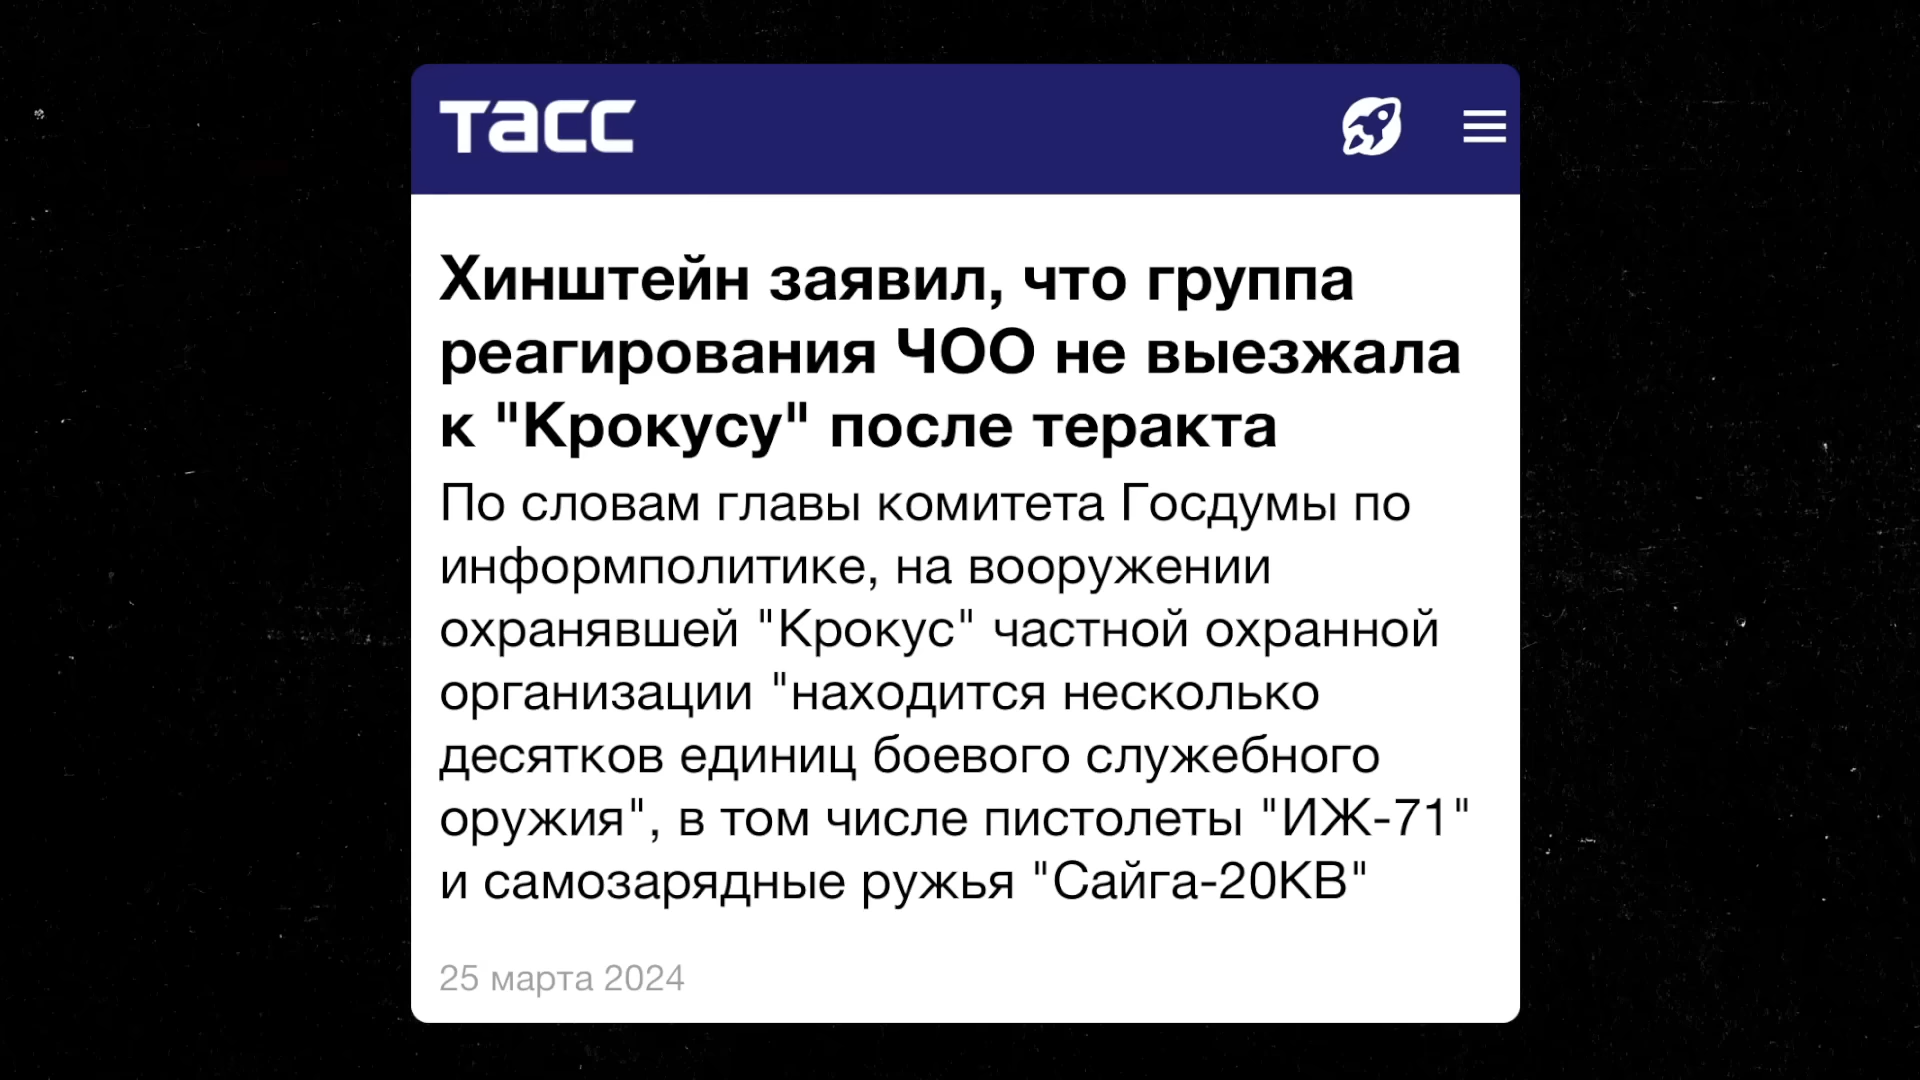 тасс
Хинштейн заявил, что группа
реагирования ЧОО не выезжала
к "Крокусу" после теракта
По словам главы комитета Госдумы по
информполитике, на вооружении
охранявшей "Крокус" частной охранной
организации "находится несколько
десятков единиц боевого служебного
оружия", в том числе пистолеты "ИЖ-71"
и самозарядные ружья "Сайга-20КВ"
25 марта 2024